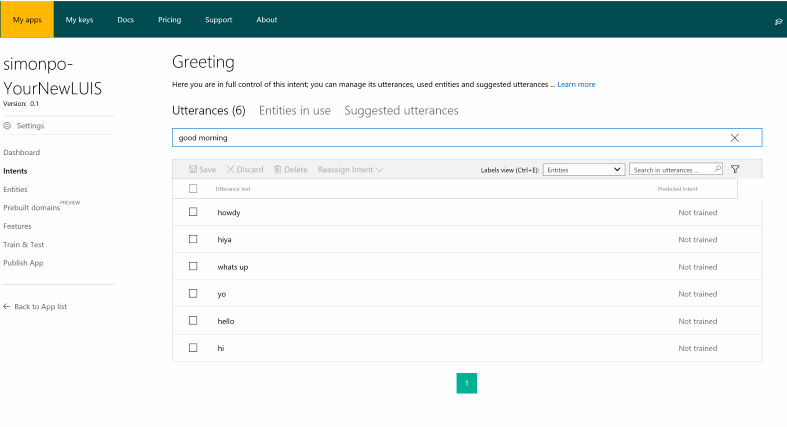 My apps My keys Docs Pricing Support About
simonpo-
YourNewLUIS
Version: 0.1
Settings
Dashboard
Intents
Entities
Prebuilt domains PREVIEW
Features
Train & Test
Publish App
← Back to App list
Greeting
Here you are in full control of this intent; you can manage its utterances, used entities and suggested utterances ... Learn more
Utterances (6) Entities in use Suggested utterances
good morning
Save Discard Delete Reassign Intent Labels view (Ctrl+E): Entities Search in utterances ...
Utterance text Predicted Intent
howdy Not trained
hiya Not trained
whats up Not trained
yo Not trained
hello Not trained
hi Not trained
1